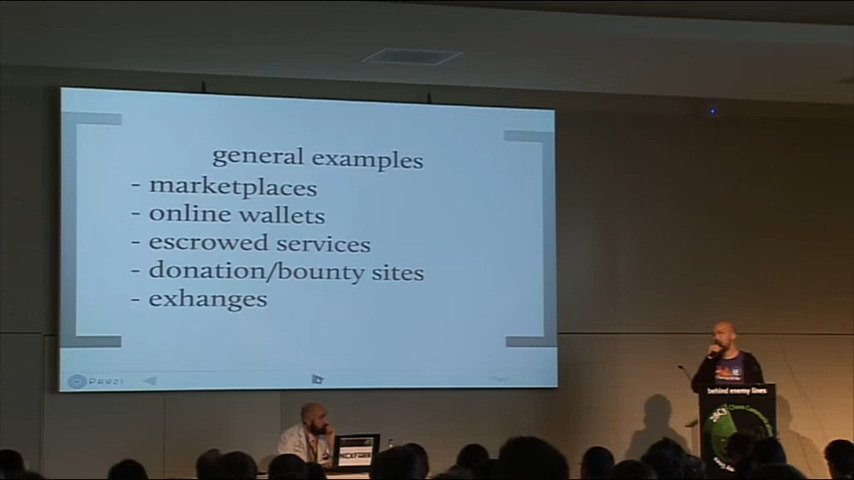 general examples
- marketplaces
- online wallets
- escrowed services
- donation/bounty sites
- exhanges
PREZI
behind enemy lines